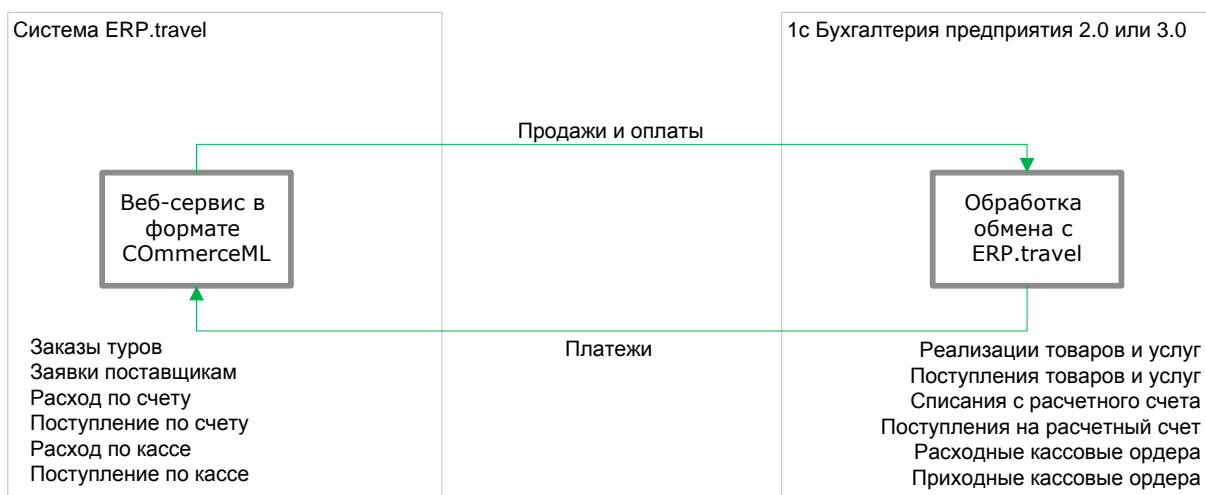 Система ERP.travel
1с Бухгалтерия предприятия 2.0 или 3.0
Продажи и оплаты
Веб-сервис в
формате
COmmerceML
Обработка
обмена с
ERP.travel
Платежи
Заказы туров
Заявки поставщикам
Расход по счету
Поступление по счету
Расход по кассе
Поступление по кассе
Реализации товаров и услуг
Поступления товаров и услуг
Списания с расчетного счета
Поступления на расчетный счет
Расходные кассовые ордера
Приходные кассовые ордера